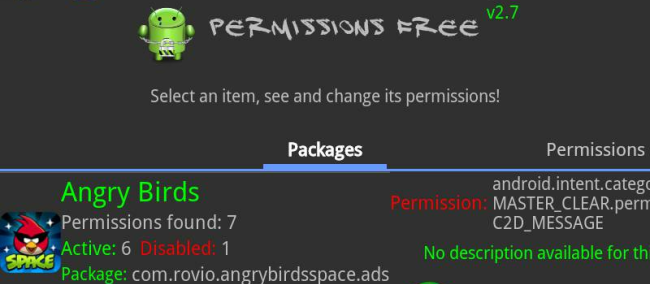 PERMISSIONS FREE v2.7
Select an item, see and change its permissions!
Packages Permissions
Angry Birds
Permissions found: 7
Active: 6 Disabled: 1
Package: com.rovio.angrybirdsspace.ads
SPACE
Permission: android.intent.catego
MASTER_CLEAR.perm
C2D_MESSAGE
No description available for th